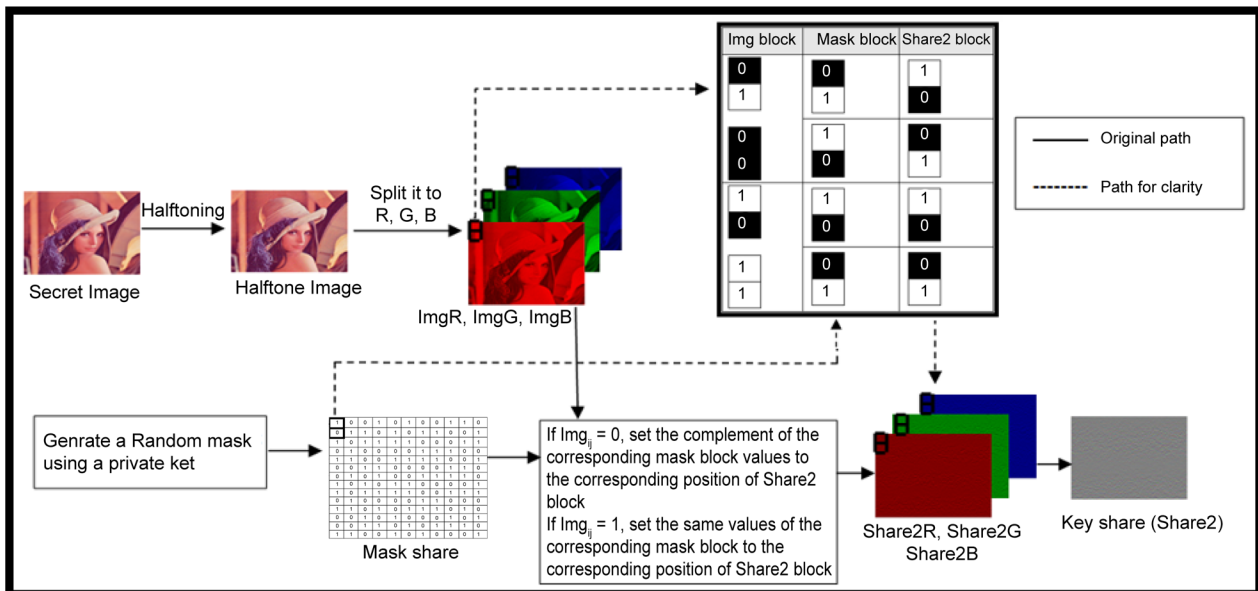 Img block Mask block Share2 block
0 0 1
1 1 0
0 1 0
0 0 1
1 1 1
0 0 0
1 0 0
1 1 1
Original path
Path for clarity
Halftoning
Split it to
R, G, B
Secret Image
Halftone Image
ImgR, ImgG, ImgB
Genrate a Random mask
using a private ket
Mask share
If Imgij = 0, set the complement of the
corresponding mask block values to
the corresponding position of Share2
block
If Imgij = 1, set the same values of the
corresponding mask block to the
corresponding position of Share2 block
Share2R, Share2G
Share2B
Key share (Share2)